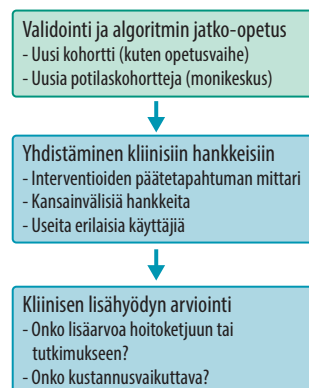 Validointi ja algoritmin jatko-opetus
- Uusi kohortti (kuten opetusvaihe)
- Uusia potilaskohortteja (monikeskus)
Yhdistäminen kliinisiin hankkeisiin
- Interventioiden päätetapahtuman mittari
- Kansainvälisiä hankkeita
- Useita erilaisia käyttäjiä
Kliinisen lisähyödyn arviointi
- Onko lisäarvoa hoitoketjuun tai
tutkimukseen?
- Onko kustannusvaikuttava?